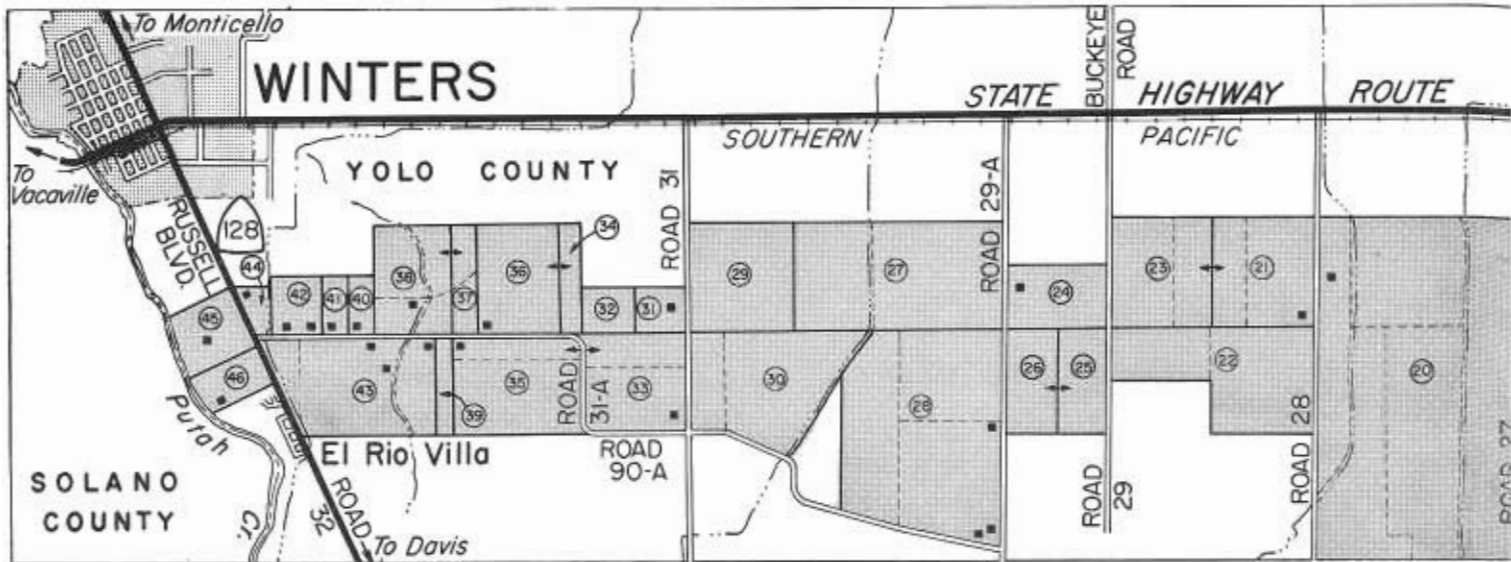 To Monticello
WINTERS
BUCKEYE
ROAD
STATE HIGHWAY ROUTE
SOUTHERN PACIFIC
To
Vacaville
YOLO COUNTY
RUSSELL
BLVD.
128
ROAD 31
ROAD 29-A
34
44
42
41
40
38
37
36
32
31
29
27
24
23
21
45
46
43
39
35
33
30
28
26
25
22
20
ROAD
31-A
ROAD
90-A
ROAD
29
ROAD 28
ROAD 27
El Rio Villa
Putah
Cr.
SOLANO
COUNTY
ROAD
32
To Davis